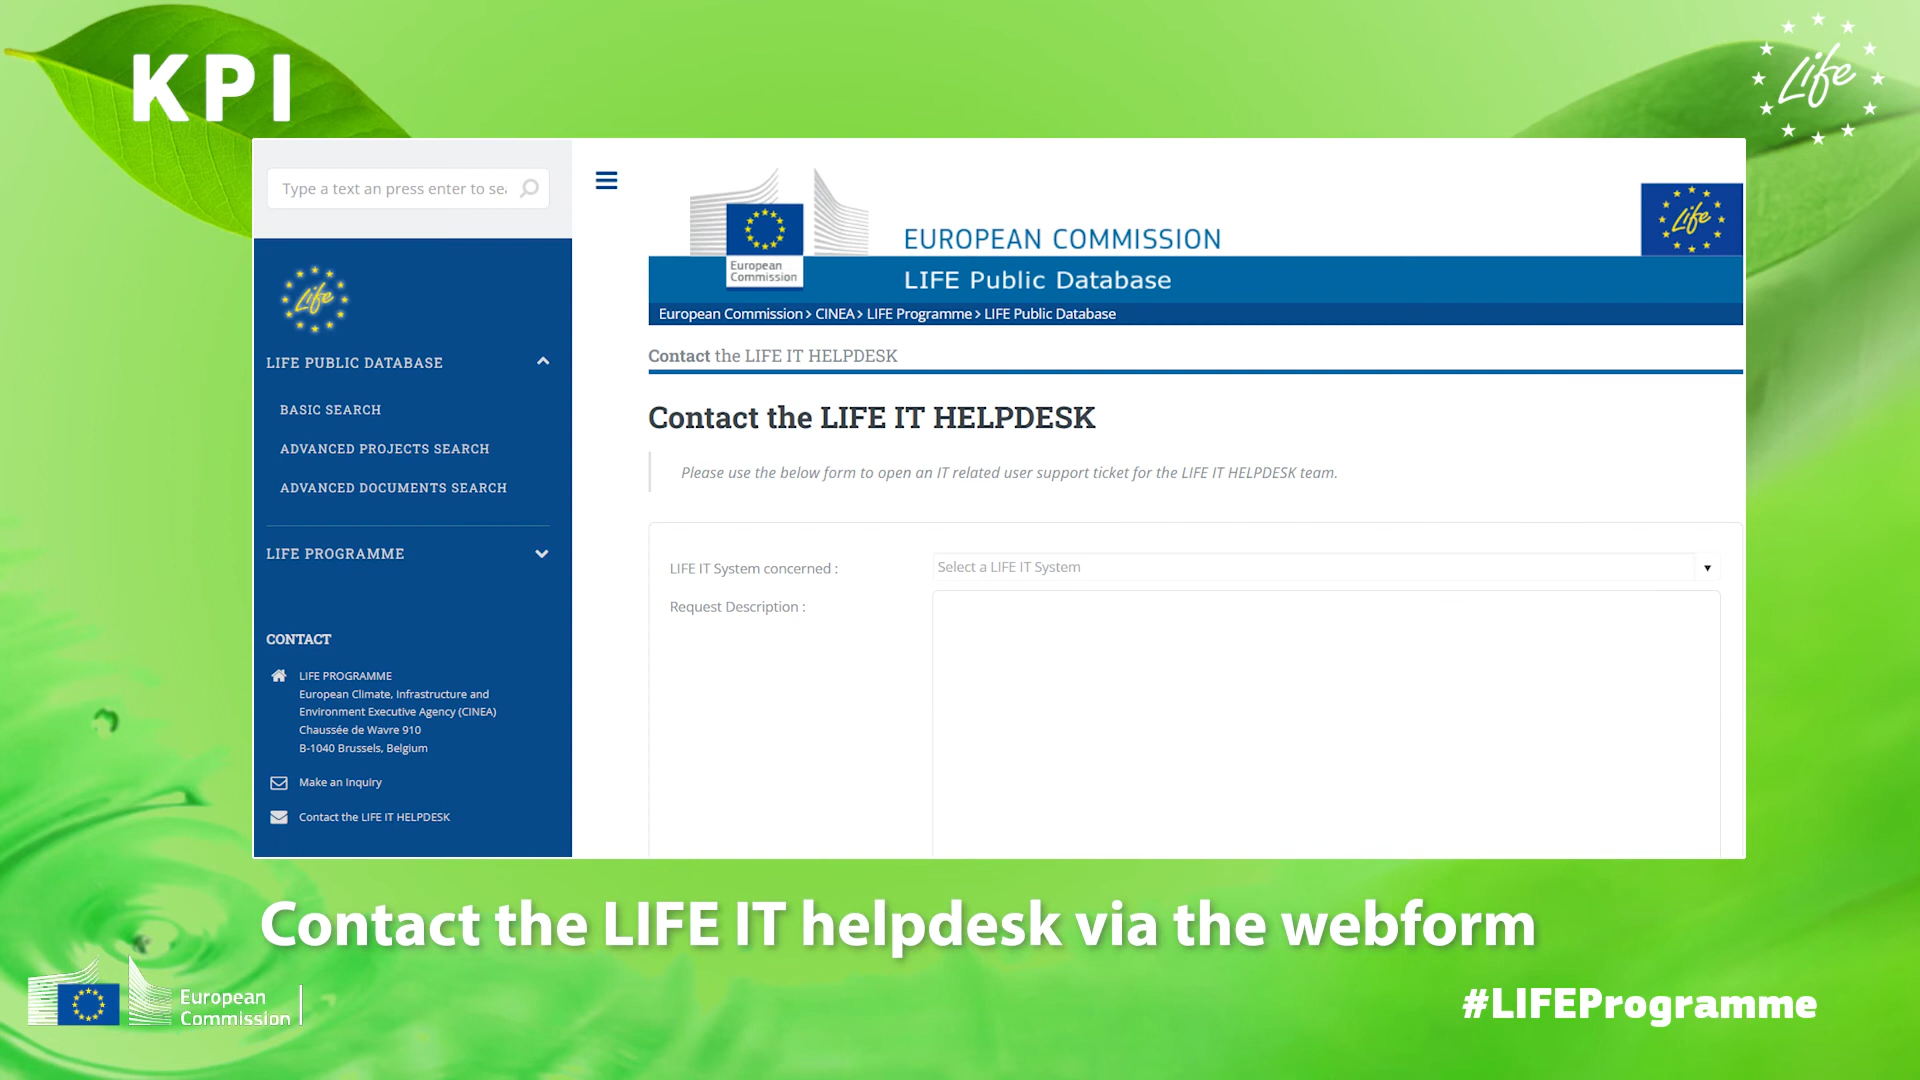 KPI
Life
Type a text an press enter to se
EUROPEAN COMMISSION
Life
European
Commission
LIFE Public Database
European Commission > CINEA > LIFE Programme > LIFE Public Database
Life
LIFE PUBLIC DATABASE
BASIC SEARCH
ADVANCED PROJECTS SEARCH
ADVANCED DOCUMENTS SEARCH
LIFE PROGRAMME
CONTACT
LIFE PROGRAMME
European Climate, Infrastructure and
Environment Executive Agency (CINEA)
Chaussée de Wavre 910
B-1040 Brussels, Belgium
Make an Inquiry
Contact the LIFE IT HELPDESK
Contact the LIFE IT HELPDESK
Contact the LIFE IT HELPDESK
Please use the below form to open an IT related user support ticket for the LIFE IT HELPDESK team.
LIFE IT System concerned :
Select a LIFE IT System
Request Description :
Contact the LIFE IT helpdesk via the webform
European
Commission
#LIFEProgramme